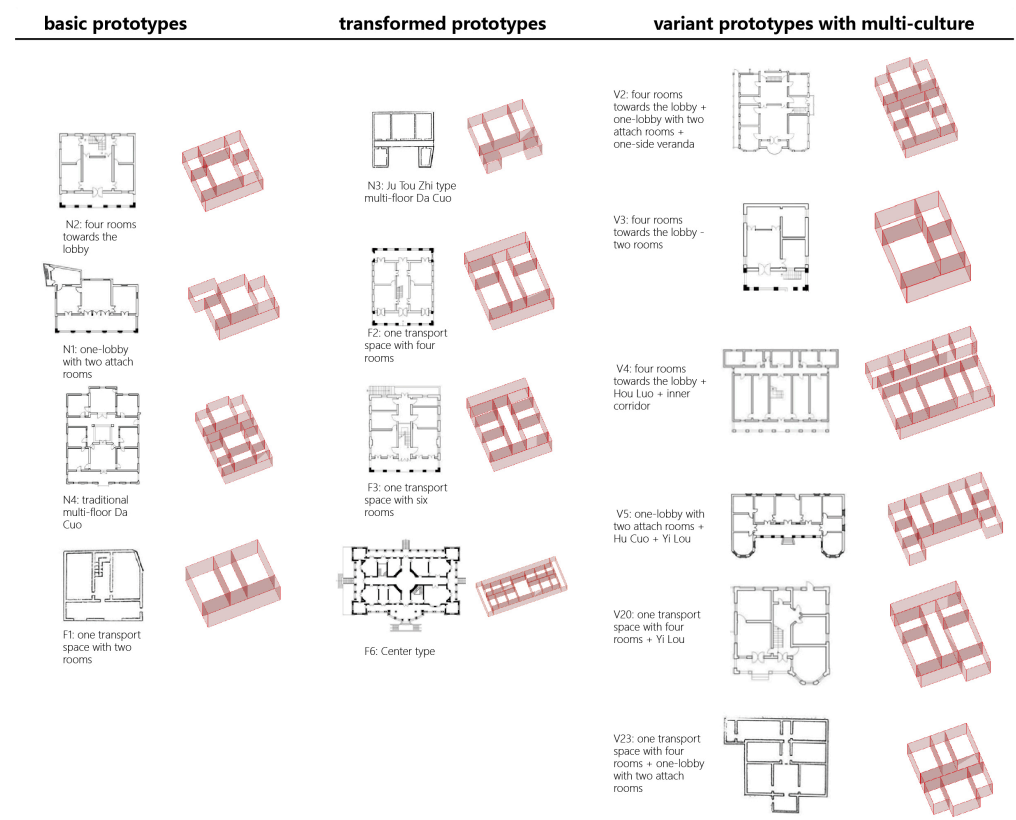 basic prototypes
transformed prototypes
variant prototypes with multi-culture
N2: four rooms
towards the
lobby
N1: one-lobby
with two attach
rooms
N4: traditional
multi-floor Da
Cuo
F1: one transport
space with two
rooms
N3: Ju Tou Zhi type
multi-floor Da Cuo
F2: one transport
space with four
rooms
F3: one transport
space with six
rooms
F6: Center type
V2: four rooms
towards the lobby +
one-lobby with two
attach rooms +
one-side veranda
V3: four rooms
towards the lobby -
two rooms
V4: four rooms
towards the lobby +
Hou Luo + inner
corridor
V5: one-lobby with
two attach rooms +
Hu Cuo + Yi Lou
V20: one transport
space with four
rooms + Yi Lou
V23: one transport
space with four
rooms + one-lobby
with two attach
rooms